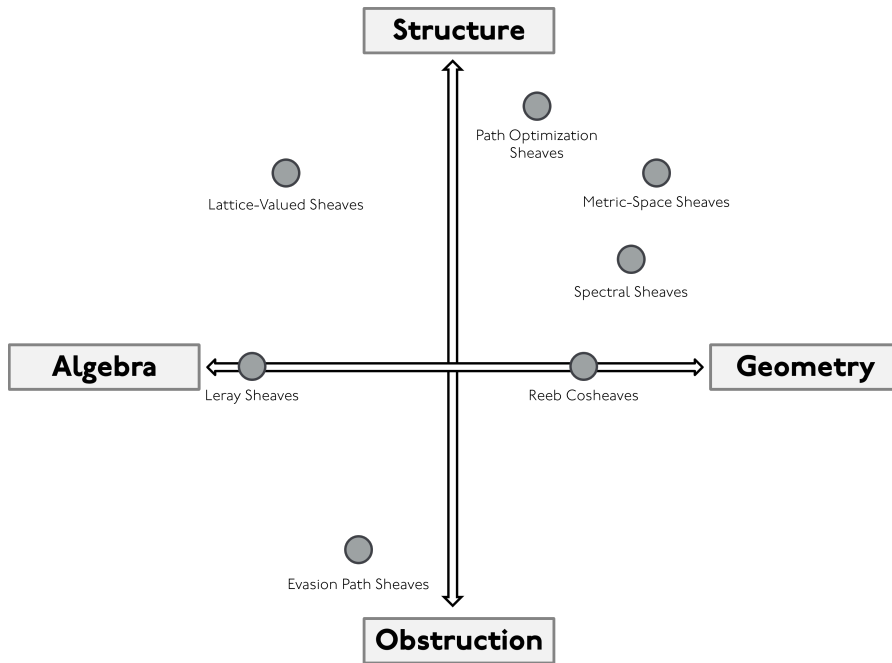 Structure
Path Optimization
Sheaves
Lattice-Valued Sheaves
Metric-Space Sheaves
Spectral Sheaves
Algebra
Geometry
Leray Sheaves
Reeb Cosheaves
Evasion Path Sheaves
Obstruction